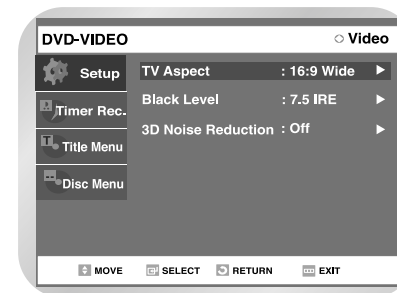 DVD-VIDEO Video
Setup TV Aspect : 16:9 Wide
Black Level : 7.5 IRE
Timer Rec. 3D Noise Reduction : Off
Title Menu
Disc Menu
MOVE SELECT RETURN EXIT